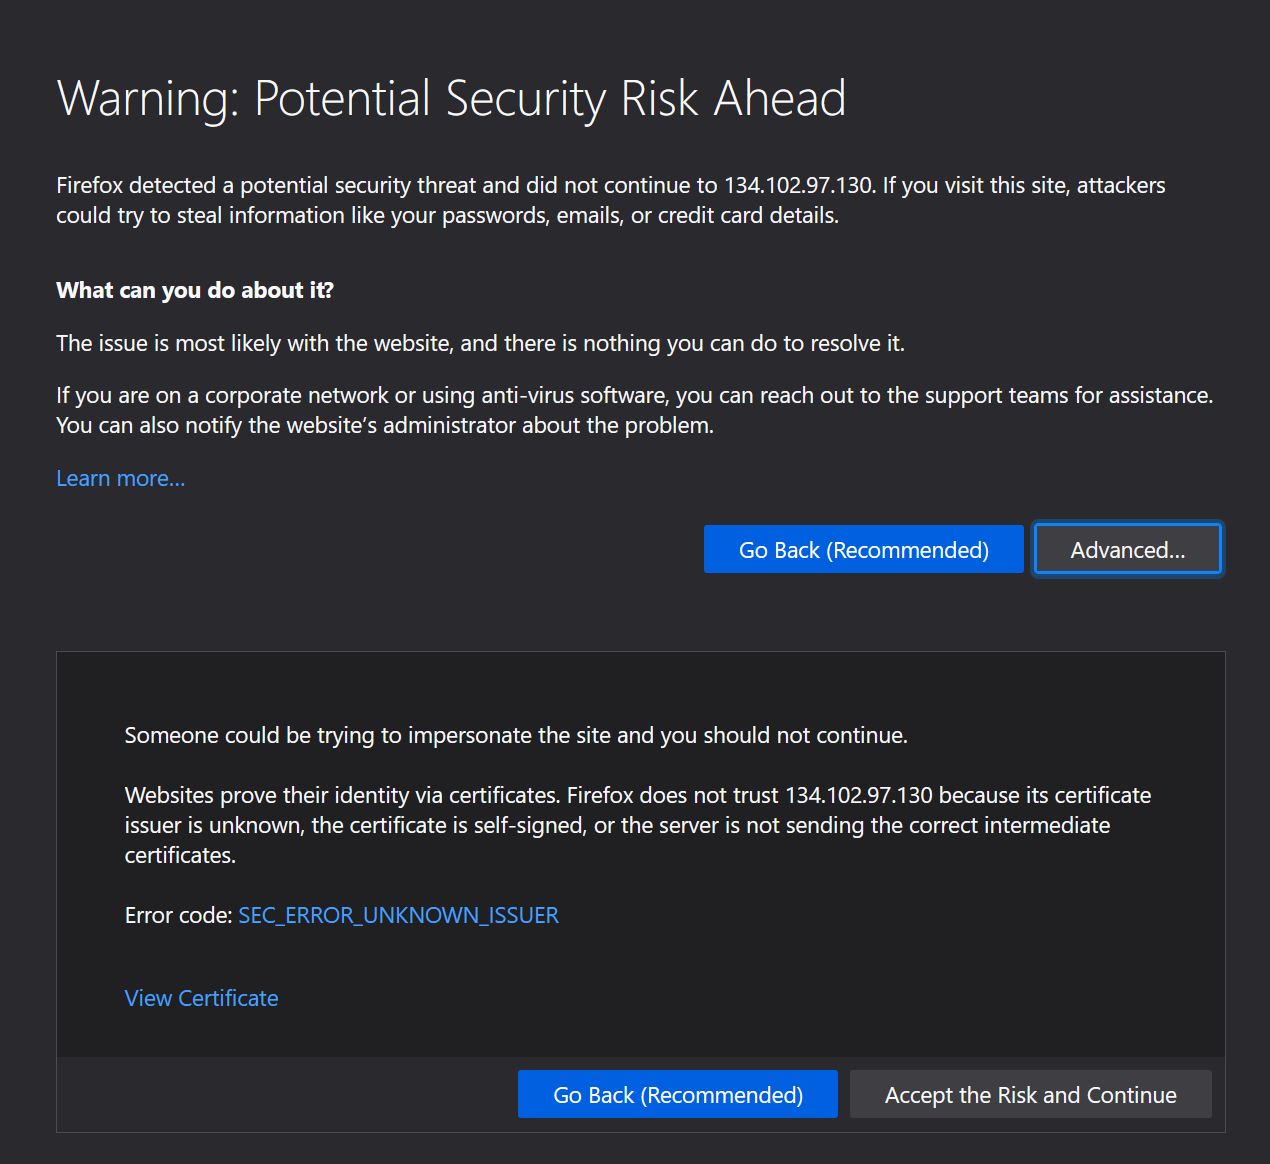 Warning: Potential Security Risk Ahead
Firefox detected a potential security threat and did not continue to 134.102.97.130. If you visit this site, attackers
could try to steal information like your passwords, emails, or credit card details.
What can you do about it?
The issue is most likely with the website, and there is nothing you can do to resolve it.
If you are on a corporate network or using anti-virus software, you can reach out to the support teams for assistance.
You can also notify the website’s administrator about the problem.
Learn more…
Go Back (Recommended)
Advanced…
Someone could be trying to impersonate the site and you should not continue.
Websites prove their identity via certificates. Firefox does not trust 134.102.97.130 because its certificate
issuer is unknown, the certificate is self-signed, or the server is not sending the correct intermediate
certificates.
Error code: SEC_ERROR_UNKNOWN_ISSUER
View Certificate
Go Back (Recommended)
Accept the Risk and Continue